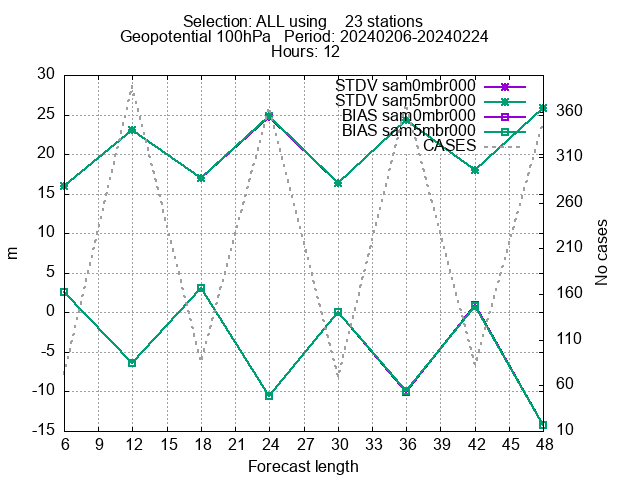 Selection: ALL using 23 stations
Geopotential 100hPa Period: 20240206-20240224
Hours: 12
STDV sam0mbr000
STDV sam5mbr000
BIAS sam0mbr000
BIAS sam5mbr000
CASES
30
25
20
15
10
5
0
-5
-10
-15
m
360
310
260
210
160
110
60
10
No cases
6 9 12 15 18 21 24 27 30 33 36 39 42 45 48
Forecast length